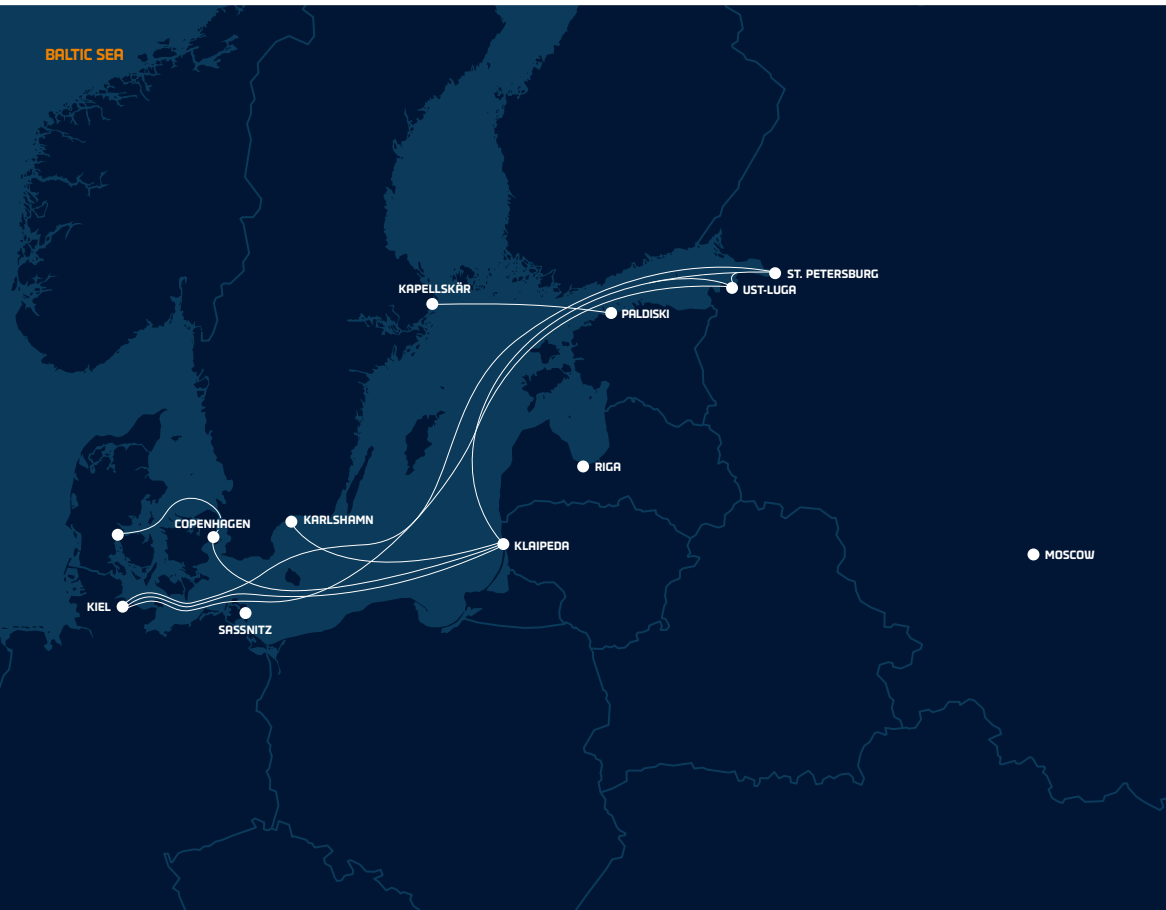 BALTIC SEA
ST. PETERSBURG
KAPELLSKÄR
UST-LUGA
PALDISKI
RIGA
COPENHAGEN
KARLSHAMN
KLAIPEDA
MOSCOW
KIEL
SASSNITZ